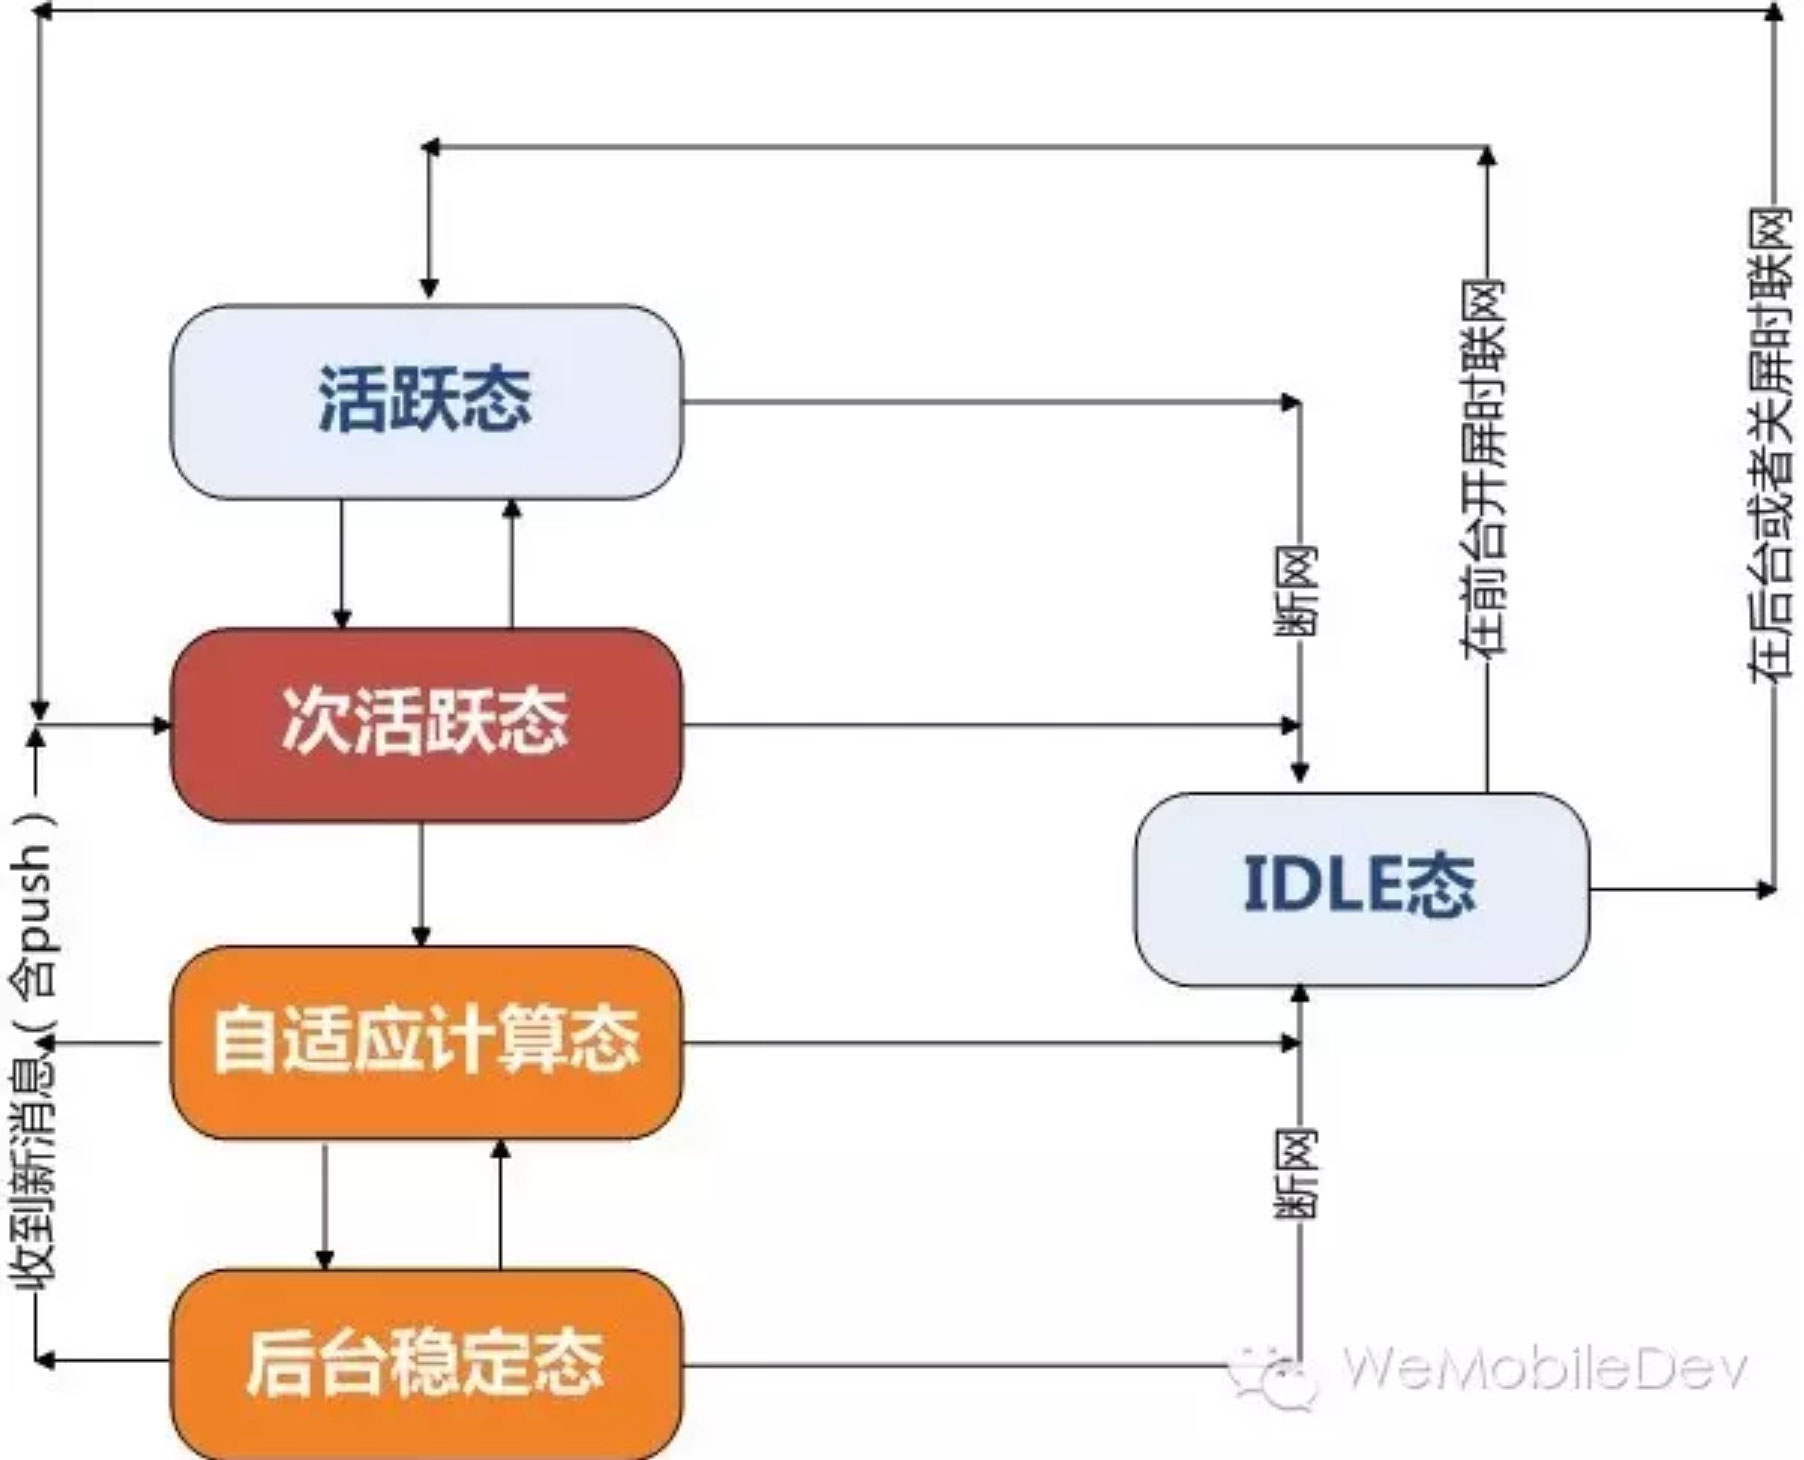 活跃态
次活跃态
自适应计算态
后台稳定态
IDLE态
断网
断网
在前台开屏时联网
在后台或者关屏时联网
收到新消息（含push）
WeMobileDev